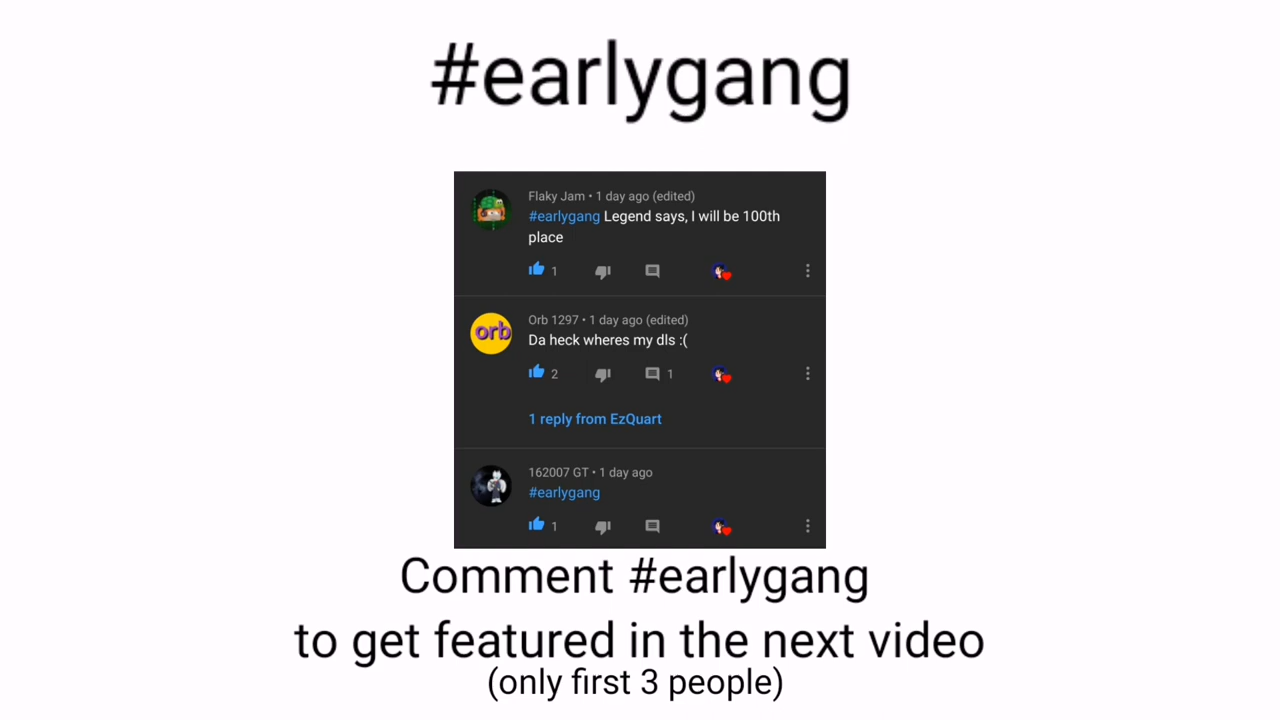 #earlygang
Flaky Jam • 1 day ago (edited)
#earlygang Legend says, I will be 100th
place
1
orb
Orb 1297 • 1 day ago (edited)
Da heck wheres my dls :(
2 1
1 reply from EzQuart
162007 GT • 1 day ago
#earlygang
1
Comment #earlygang
to get featured in the next video
(only first 3 people)